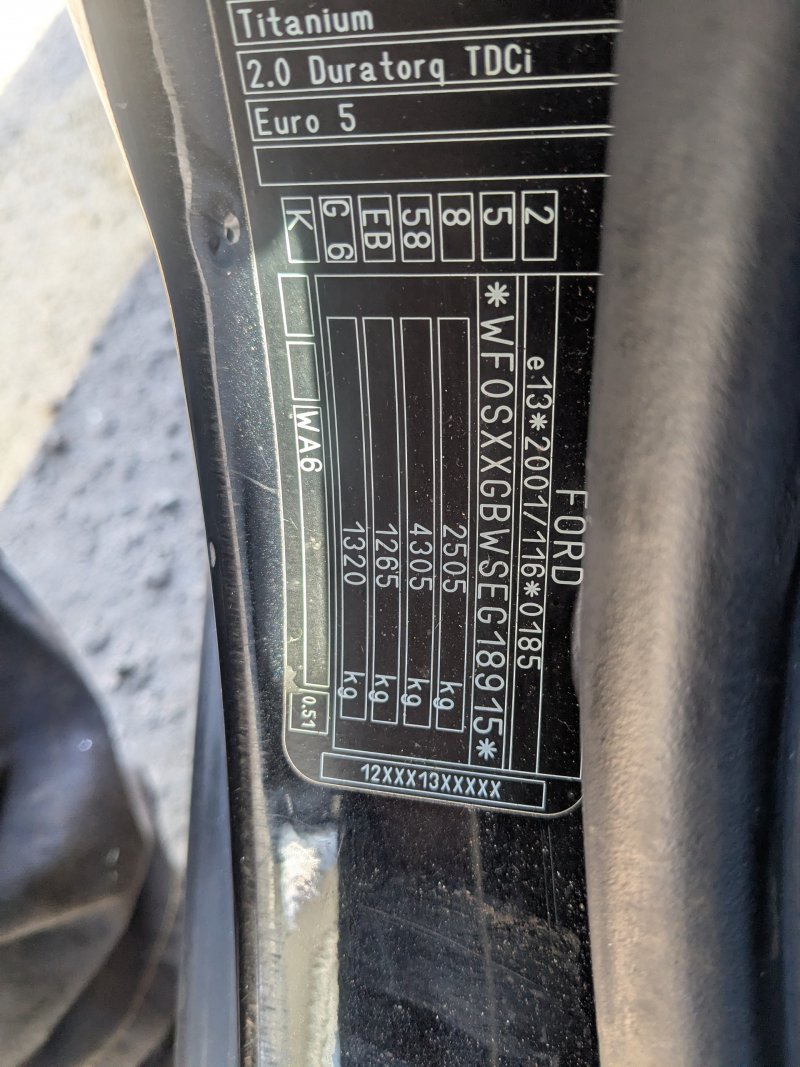 Titanium
2.0 Duratorq TDCi
Euro 5
2
5
8
58
EB
G 6
K
FORD
e13*2001/116*0185
*WF0SXXGBWSEG18915*
2505 kg
4305 kg
1265 kg
1320 kg
WA6
0.51
12XXX13XXXXX